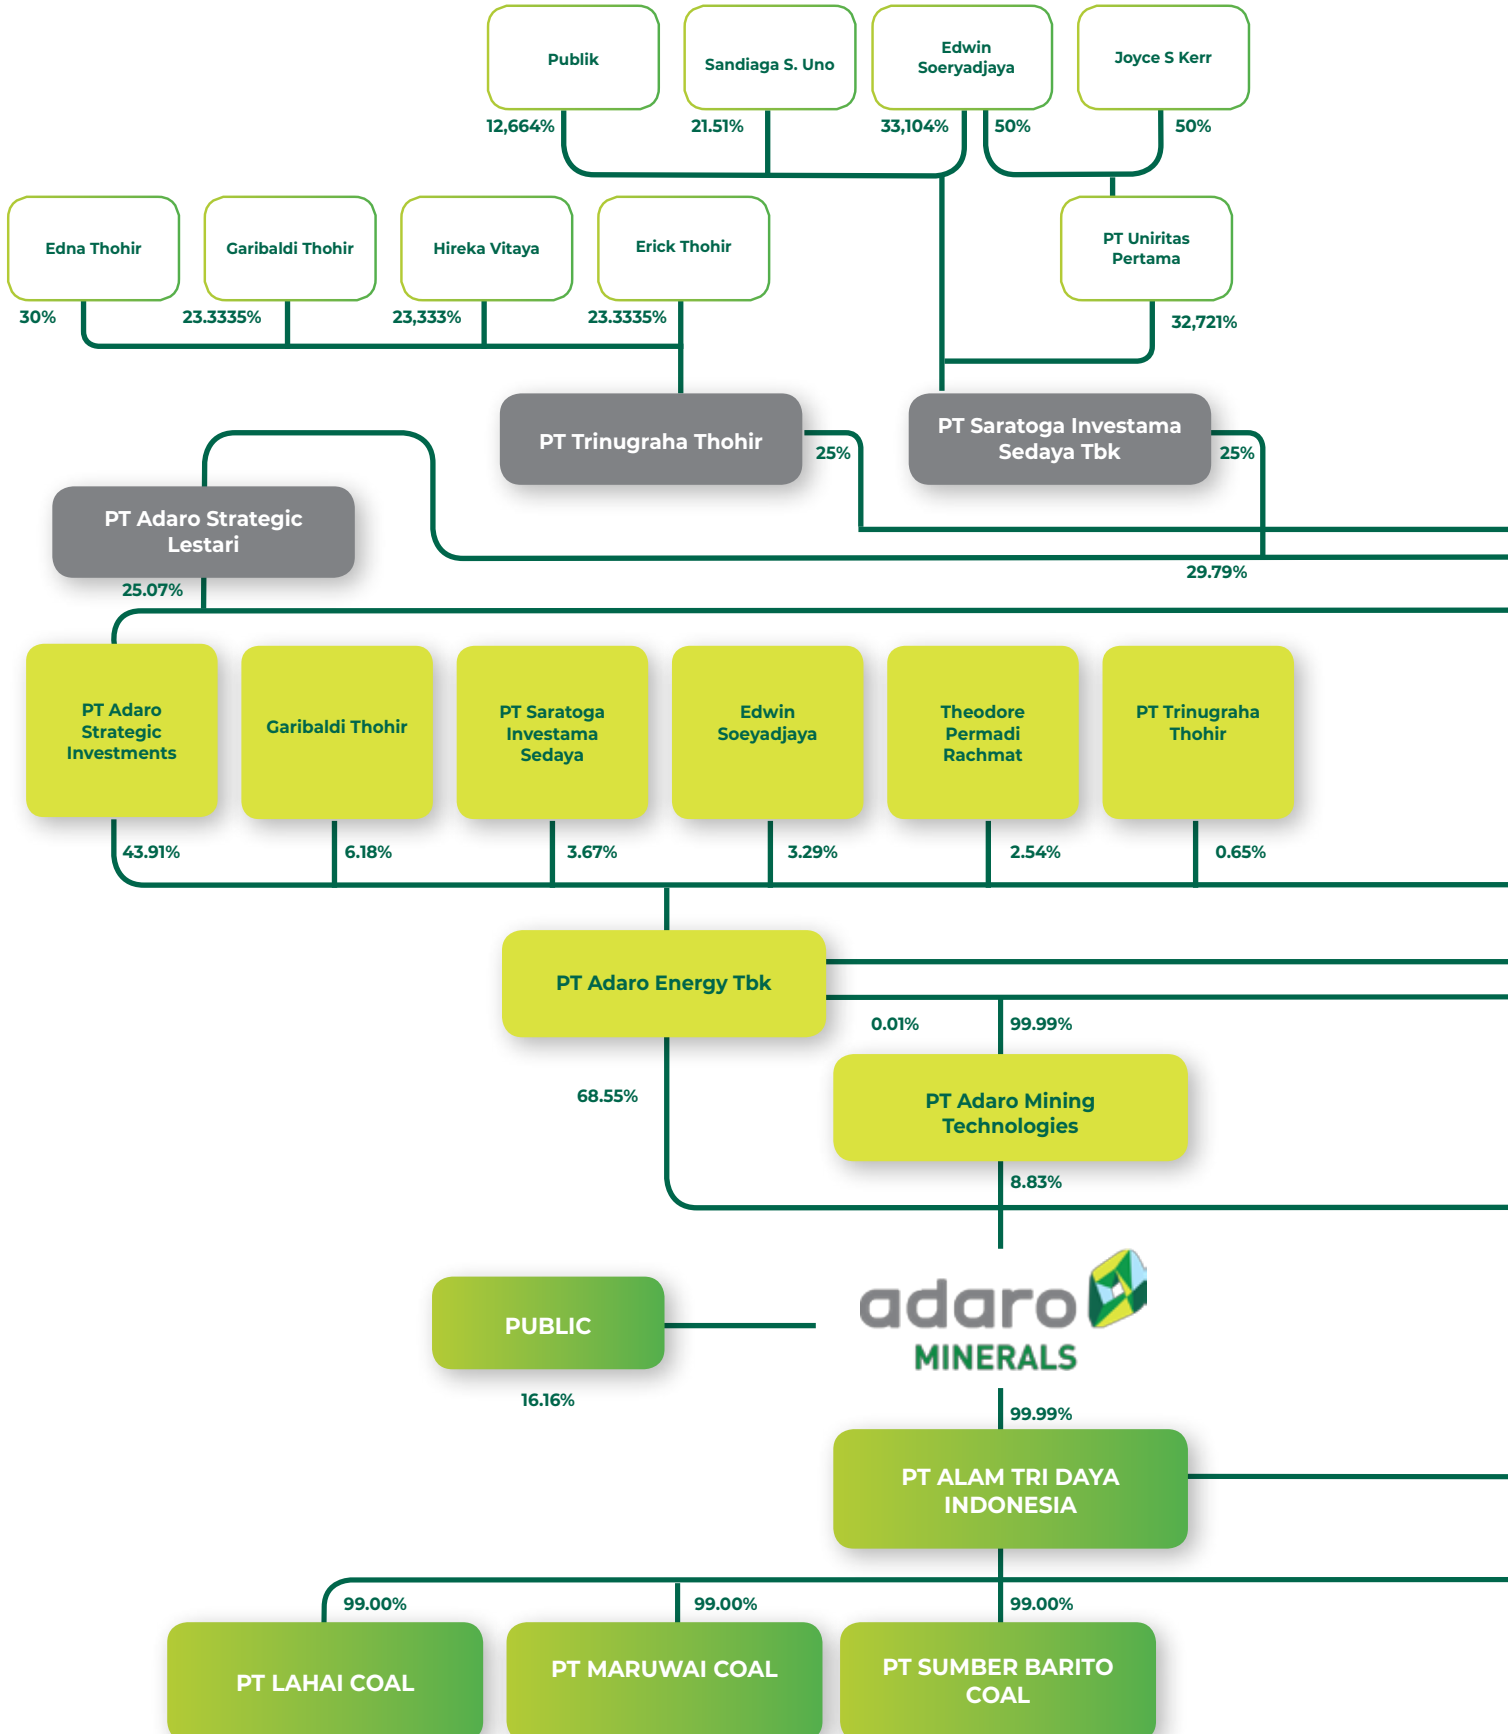 Publik
Sandiaga S. Uno
Edwin
Soeryadjaya
Joyce S Kerr
12,664%
21.51%
33,104%
50%
50%
Edna Thohir
Garibaldi Thohir
Hireka Vitaya
Erick Thohir
PT Uniritas
Pertama
30%
23.3335%
23,333%
23.3335%
32,721%
PT Trinugraha Thohir
25%
PT Saratoga Investama
Sedaya Tbk
25%
PT Adaro Strategic
Lestari
29.79%
25.07%
PT Adaro
Strategic
Investments
Garibaldi Thohir
PT Saratoga
Investama
Sedaya
Edwin
Soeyadjaya
Theodore
Permadi
Rachmat
PT Trinugraha
Thohir
43.91%
6.18%
3.67%
3.29%
2.54%
0.65%
PT Adaro Energy Tbk
0.01%
99.99%
68.55%
PT Adaro Mining
Technologies
8.83%
PUBLIC
adaro
MINERALS
16.16%
99.99%
PT ALAM TRI DAYA
INDONESIA
99.00%
99.00%
99.00%
PT LAHAI COAL
PT MARUWAI COAL
PT SUMBER BARITO
COAL